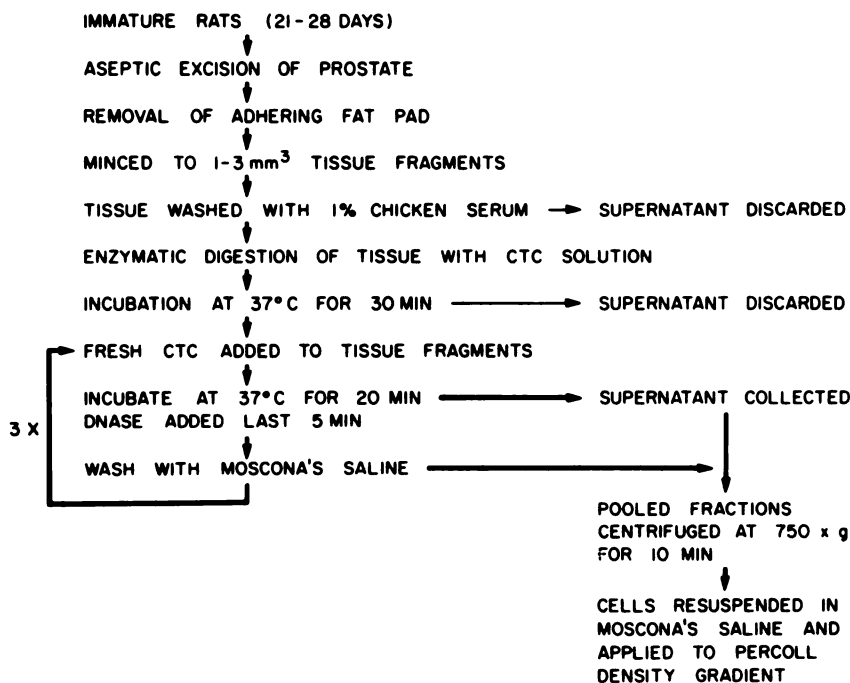 IMMATURE RATS (21-28 DAYS)
ASEPTIC EXCISION OF PROSTATE
REMOVAL OF ADHERING FAT PAD
MINCED TO 1-3 mm³ TISSUE FRAGMENTS
TISSUE WASHED WITH 1% CHICKEN SERUM → SUPERNATANT DISCARDED
ENZYMATIC DIGESTION OF TISSUE WITH CTC SOLUTION
INCUBATION AT 37°C FOR 30 MIN → SUPERNATANT DISCARDED
FRESH CTC ADDED TO TISSUE FRAGMENTS
INCUBATE AT 37°C FOR 20 MIN → SUPERNATANT COLLECTED
DNASE ADDED LAST 5 MIN
3 X
WASH WITH MOSCONA'S SALINE
POOLED FRACTIONS
CENTRIFUGED AT 750 x g
FOR 10 MIN
CELLS RESUSPENDED IN
MOSCONA'S SALINE AND
APPLIED TO PERCOLL
DENSITY GRADIENT